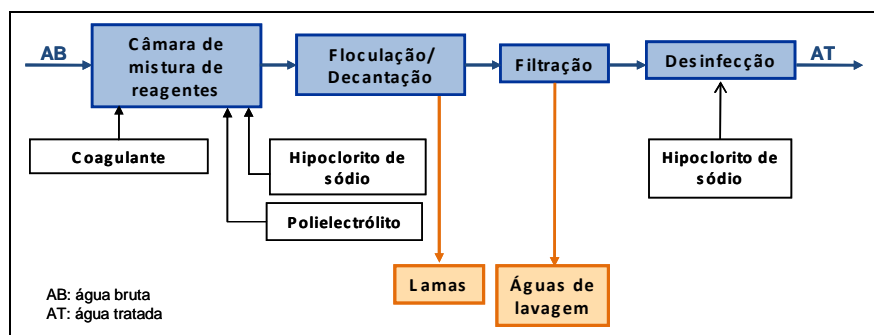 AB
Câmara de
mistura de
reagentes
Floculação/
Decantação
Filtração
Desinfecção
AT
Coagulante
Hipoclorito de
sódio
Polielectrólito
Hipoclorito de
sódio
Lamas
Águas de
lavagem
AB: água bruta
AT: água tratada